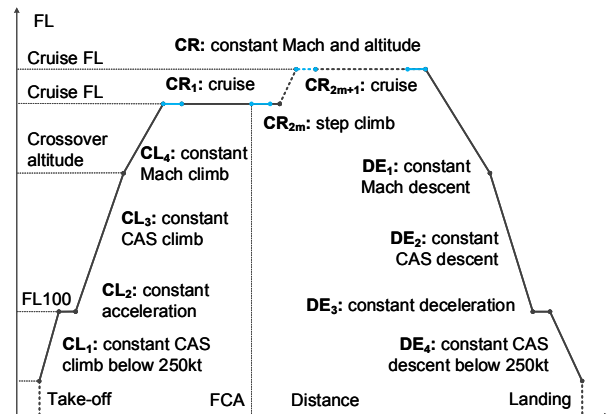 FL
CR: constant Mach and altitude
Cruise FL
CR1: cruise
CR2m+1: cruise
Cruise FL
CR2m: step climb
Crossover
altitude
CL4: constant
Mach climb
DE1: constant
Mach descent
CL3: constant
CAS climb
DE2: constant
CAS descent
FL100
CL2: constant
acceleration
DE3: constant deceleration
CL1: constant CAS
climb below 250kt
DE4: constant CAS
descent below 250kt
Take-off
FCA
Distance
Landing